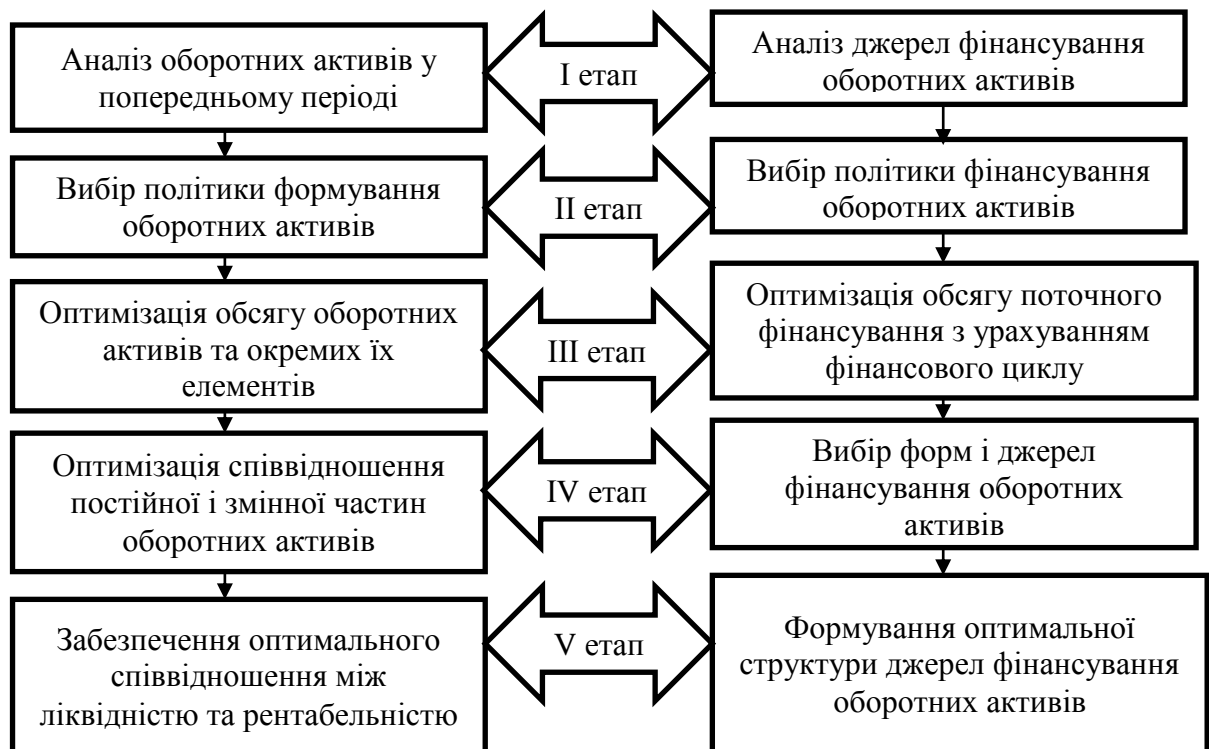 Аналіз оборотних активів у
попередньому періоді
І етап
Аналіз джерел фінансування
оборотних активів
Вибір політики формування
оборотних активів
ІІ етап
Вибір політики фінансування
оборотних активів
Оптимізація обсягу оборотних
активів та окремих їх
елементів
ІІІ етап
Оптимізація обсягу поточного
фінансування з урахуванням
фінансового циклу
Оптимізація співвідношення
постійної і змінної частин
оборотних активів
IV етап
Вибір форм і джерел
фінансування оборотних
активів
Забезпечення оптимального
співвідношення між
ліквідністю та рентабельністю
V етап
Формування оптимальної
структури джерел фінансування
оборотних активів